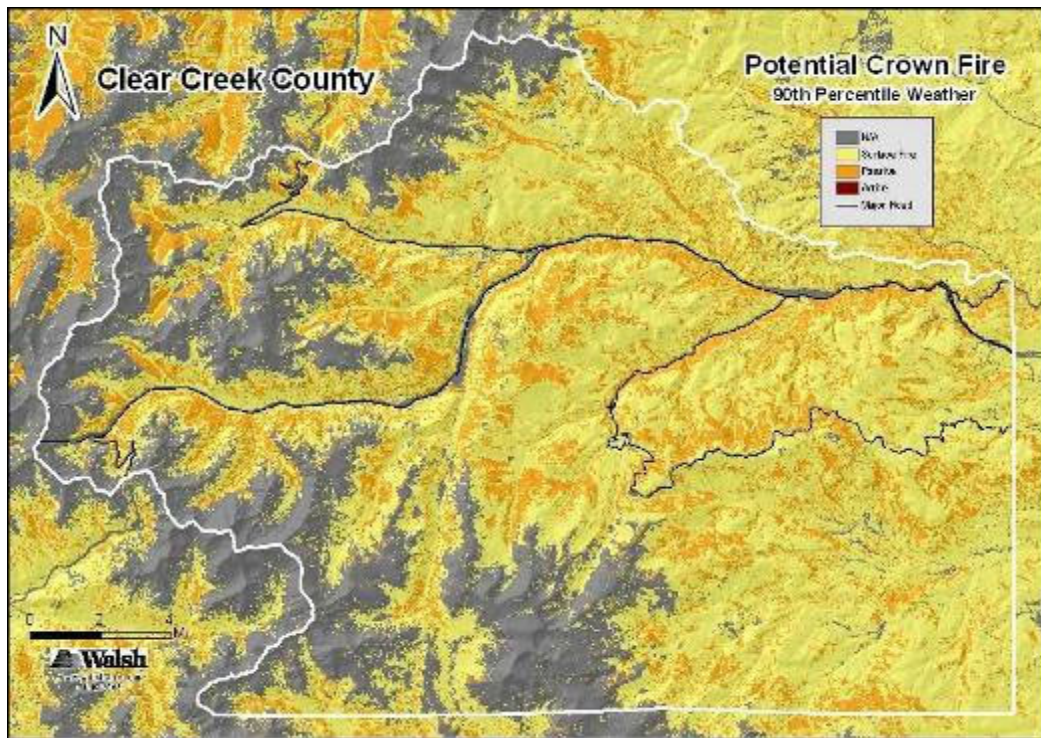 N
Clear Creek County
Potential Crown Fire
90th Percentile Weather
N/A
Surface Fire
Passive
Active
Major Road
0 2 4
Walsh